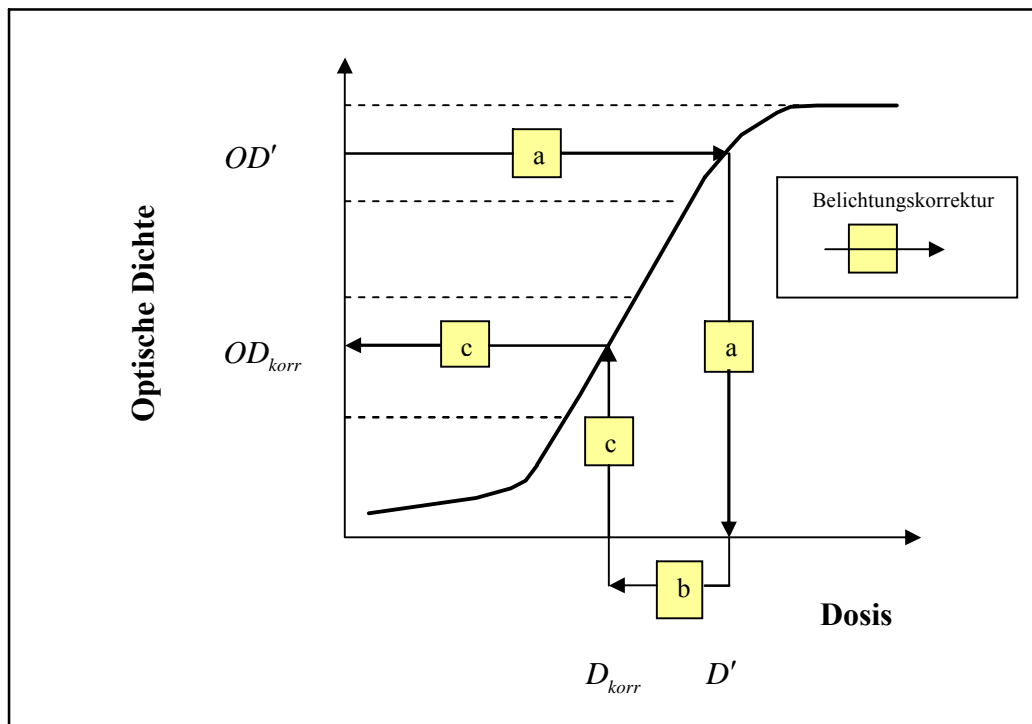 OD′
a
Belichtungskorrektur
Optische Dichte
OD_korr
c
a
c
b
Dosis
D_korr
D′